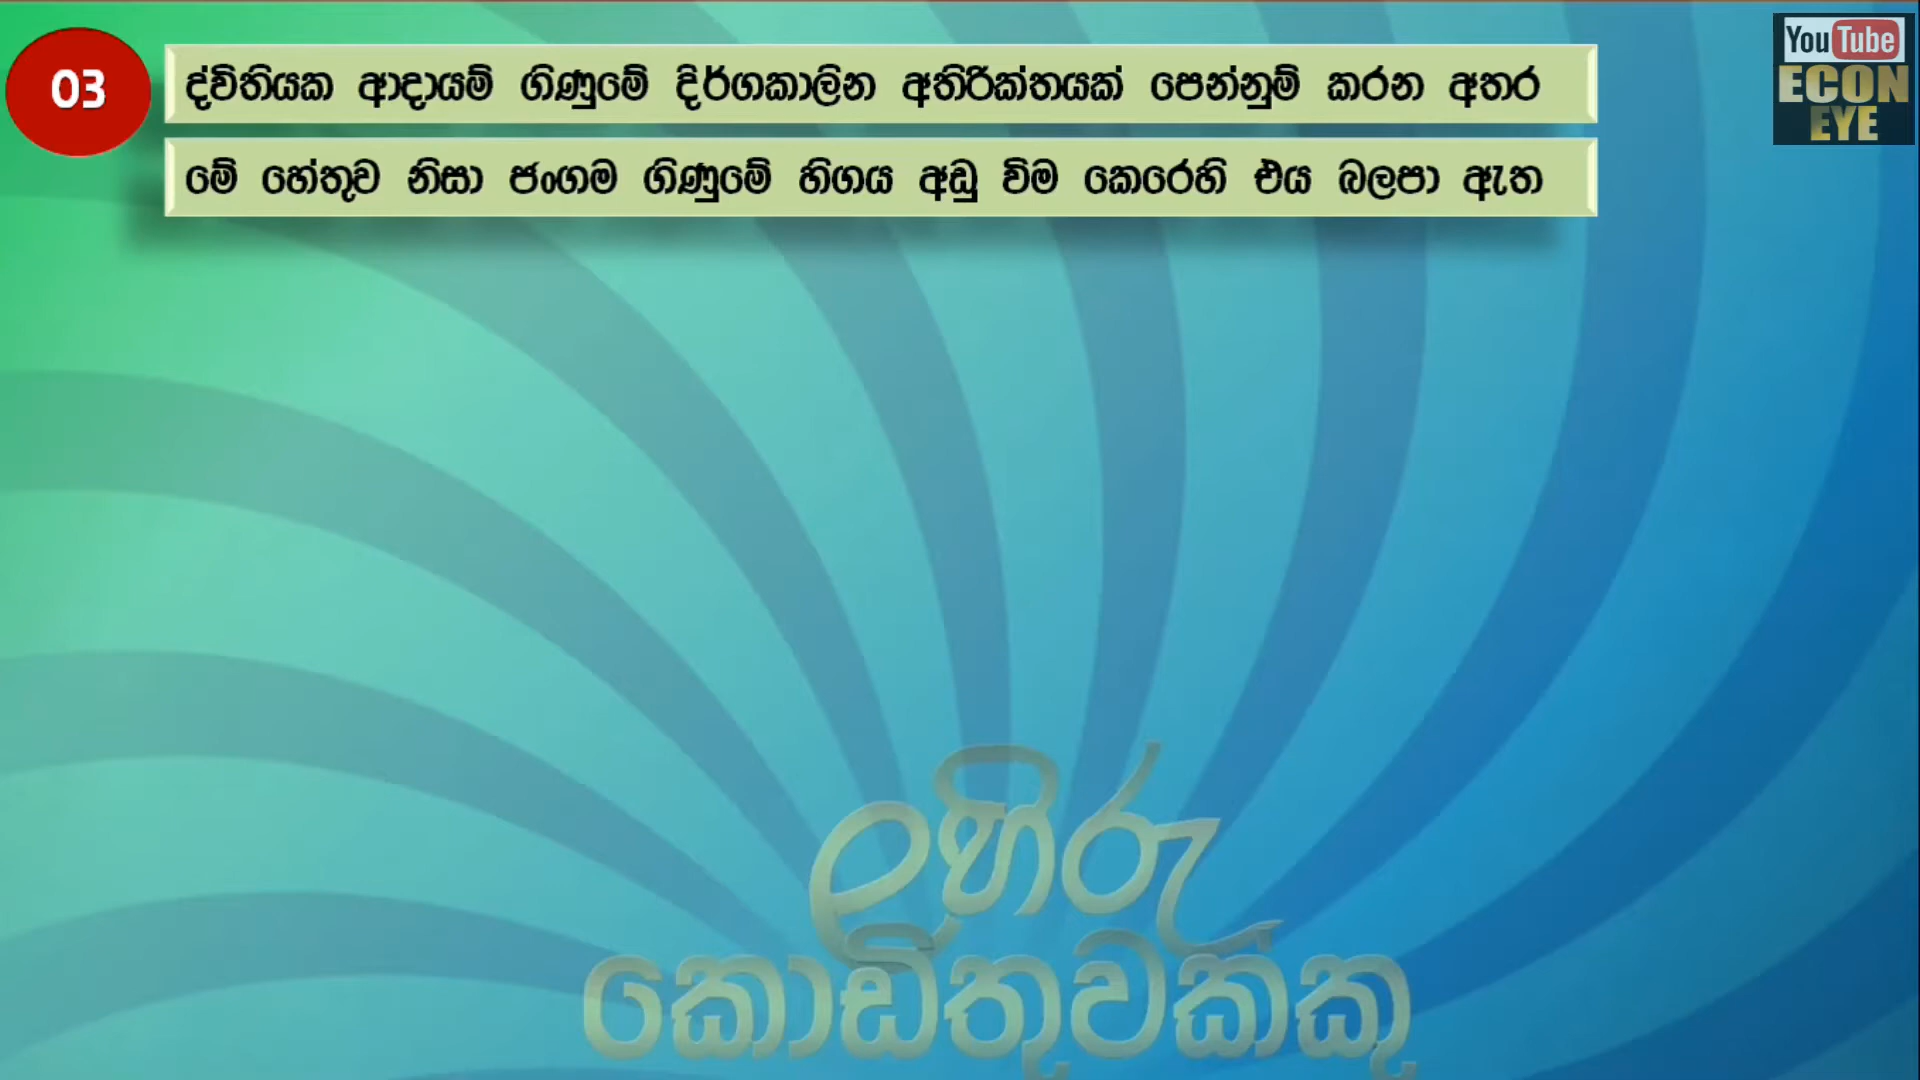 03
ද්විතියක ආදායම් ගිණුමේ දිර්ගකාලින අතිරික්තයක් පෙන්නුම් කරන අතර
මේ හේතුව නිසා ජංගම ගිණුමේ හිගය අඩු විම කෙරෙහි එය බලපා ඇත
YouTube
ECON
EYE
ලහිරු
කොඩිතුවක්කු